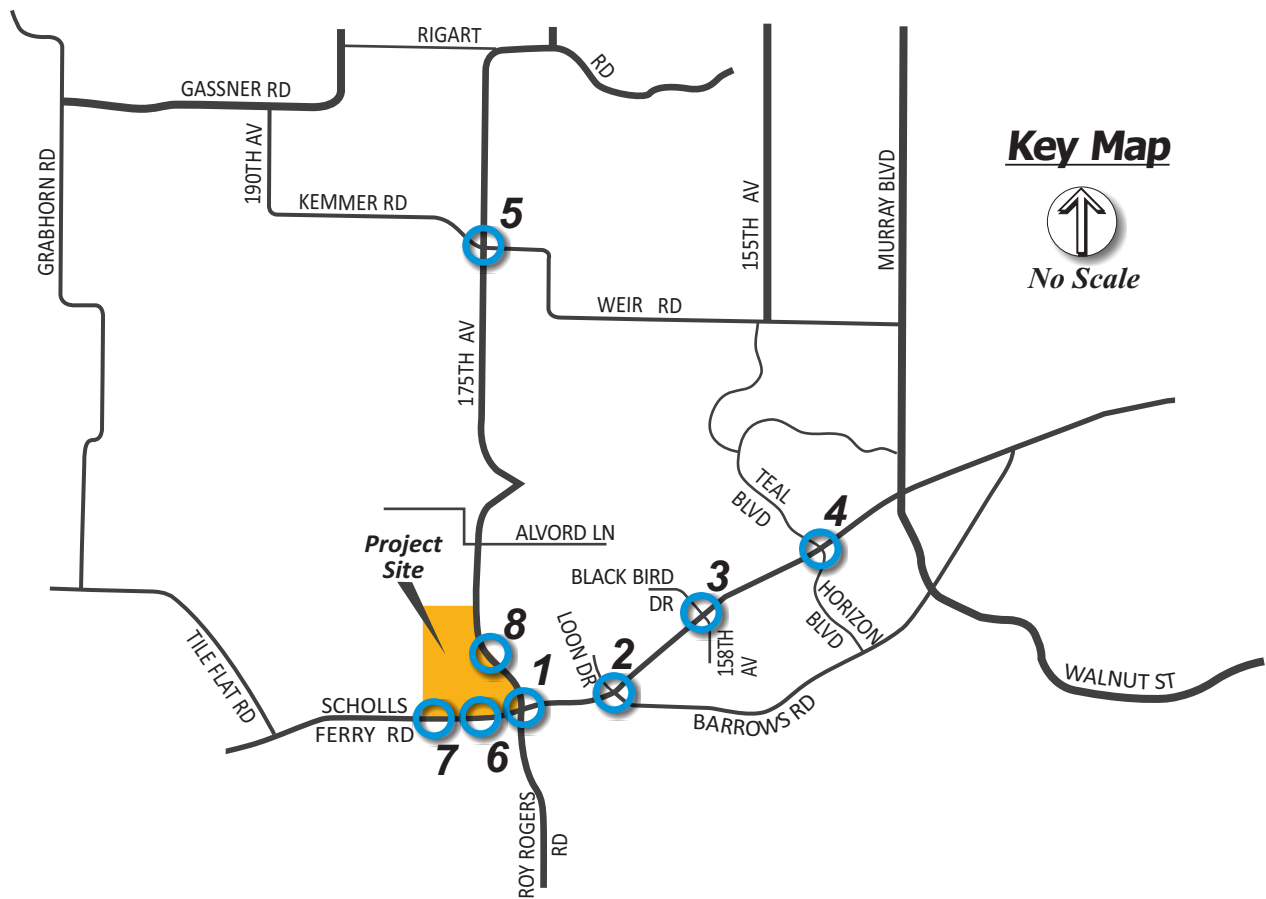 RIGART
RD
GASSNER RD
Key Map
No Scale
GRABHORN RD
190TH AV
KEMMER RD
5
155TH AV
MURRAY BLVD
WEIR RD
175TH AV
TEAL
BLVD
4
ALVORD LN
Project
Site
BLACK BIRD
DR
3
HORIZON
BLVD
158TH
AV
LOON DR
2
8
1
TILE FLAT RD
SCHOLLS
FERRY RD
7
6
BARROWS RD
WALNUT ST
ROY ROGERS
RD